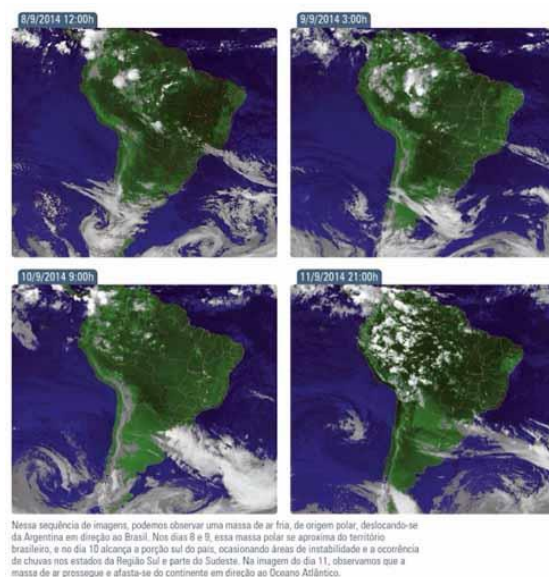 8/9/2014 12:00h
9/9/2014 3:00h
10/9/2014 9:00h
11/9/2014 21:00h
Nessa sequência de imagens, podemos observar uma massa de ar fria, de origem polar, deslocando-se
da Argentina em direção ao Brasil. Nos dias 8 e 9, essa massa polar se aproxima do território
brasileiro, e no dia 10 alcança a porção sul do país, ocasionando áreas de instabilidade e a ocorrência
de chuvas nos estados da Região Sul e parte do Sudeste. Na imagem do dia 11, observamos que a
massa de ar prossegue e afasta-se do continente em direção ao Oceano Atlântico.